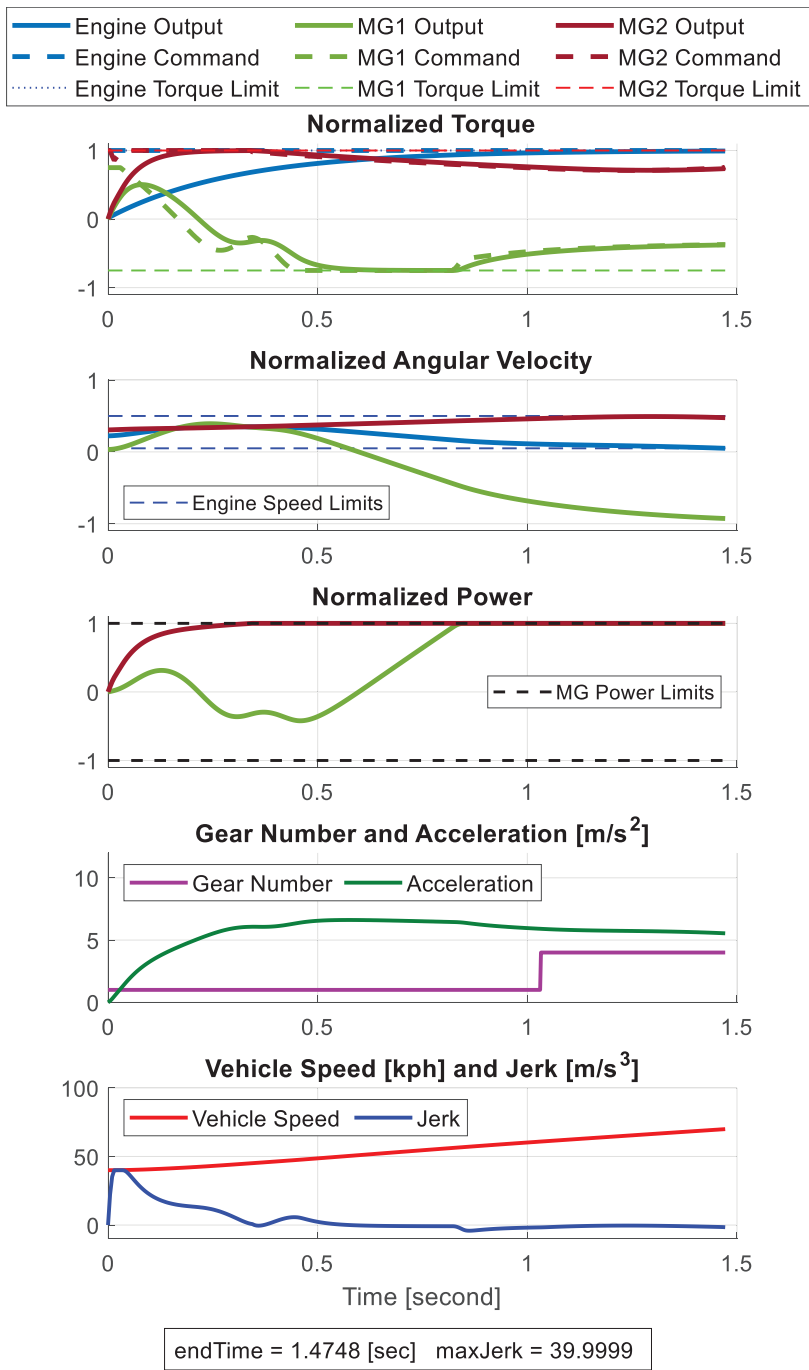 Engine Output MG1 Output MG2 Output
Engine Command MG1 Command MG2 Command
Engine Torque Limit MG1 Torque Limit MG2 Torque Limit
Normalized Torque
1
0
-1
0 0.5 1 1.5
Normalized Angular Velocity
1
0
Engine Speed Limits
-1
0 0.5 1 1.5
Normalized Power
1
0
MG Power Limits
-1
0 0.5 1 1.5
Gear Number and Acceleration [m/s²]
10
Gear Number Acceleration
5
0
0 0.5 1 1.5
Vehicle Speed [kph] and Jerk [m/s³]
100
Vehicle Speed Jerk
50
0
0 0.5 1 1.5
Time [second]
endTime = 1.4748 [sec] maxJerk = 39.9999